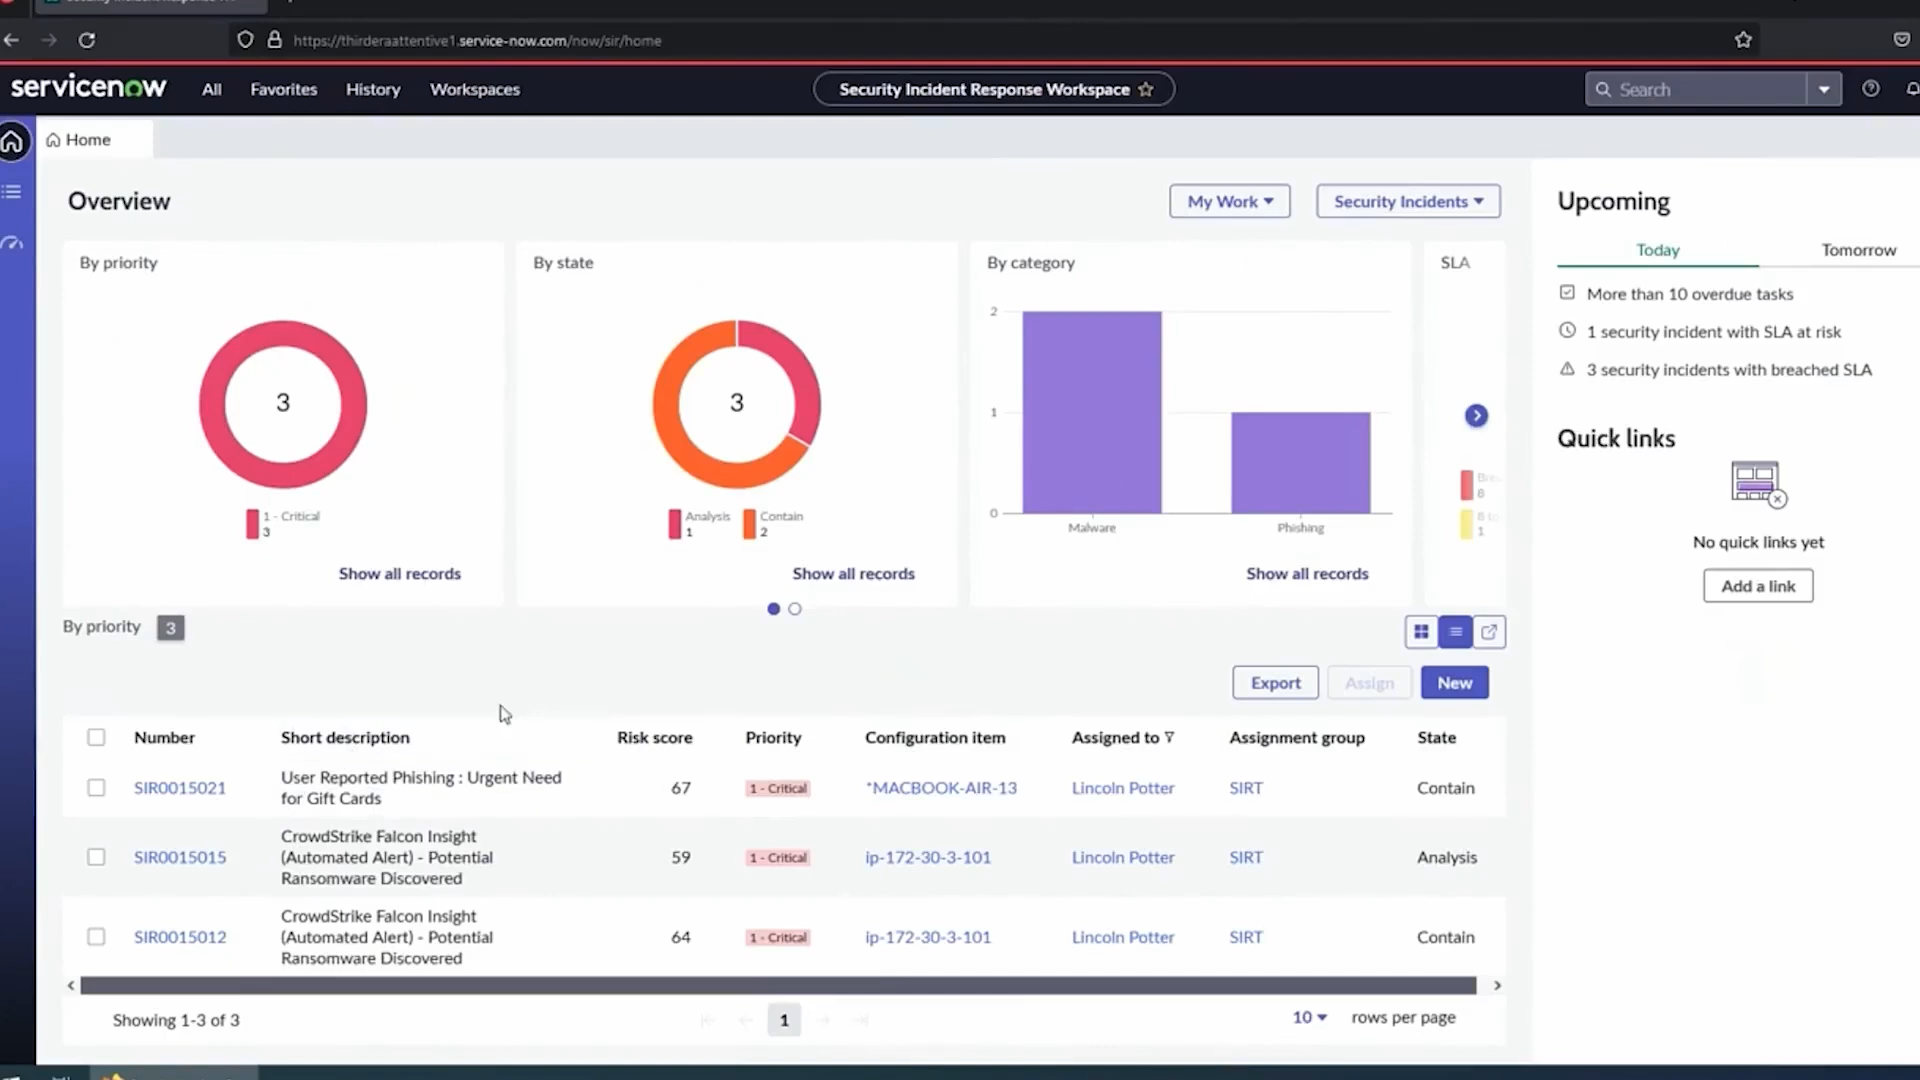 https://thirderaattentive1.service-now.com/now/sir/home
servicenow
All
Favorites
History
Workspaces
Security Incident Response Workspace
Search
Home
Overview
My Work
Security Incidents
By priority
3
1 - Critical
3
Show all records
By state
3
Analysis
1
Contain
2
Show all records
By category
2
1
0
Malware
Phishing
Show all records
SLA
8
1
Upcoming
Today
Tomorrow
More than 10 overdue tasks
1 security incident with SLA at risk
3 security incidents with breached SLA
Quick links
No quick links yet
Add a link
By priority 3
Export
Assign
New
Number Short description Risk score Priority Configuration item Assigned to Assignment group State
SIR0015021 User Reported Phishing : Urgent Need 67 1 - Critical *MACBOOK-AIR-13 Lincoln Potter SIRT Contain
for Gift Cards
CrowdStrike Falcon Insight
SIR0015015 (Automated Alert) - Potential 59 1 - Critical ip-172-30-3-101 Lincoln Potter SIRT Analysis
Ransomware Discovered
CrowdStrike Falcon Insight
SIR0015012 (Automated Alert) - Potential 64 1 - Critical ip-172-30-3-101 Lincoln Potter SIRT Contain
Ransomware Discovered
Showing 1-3 of 3
1
10 rows per page